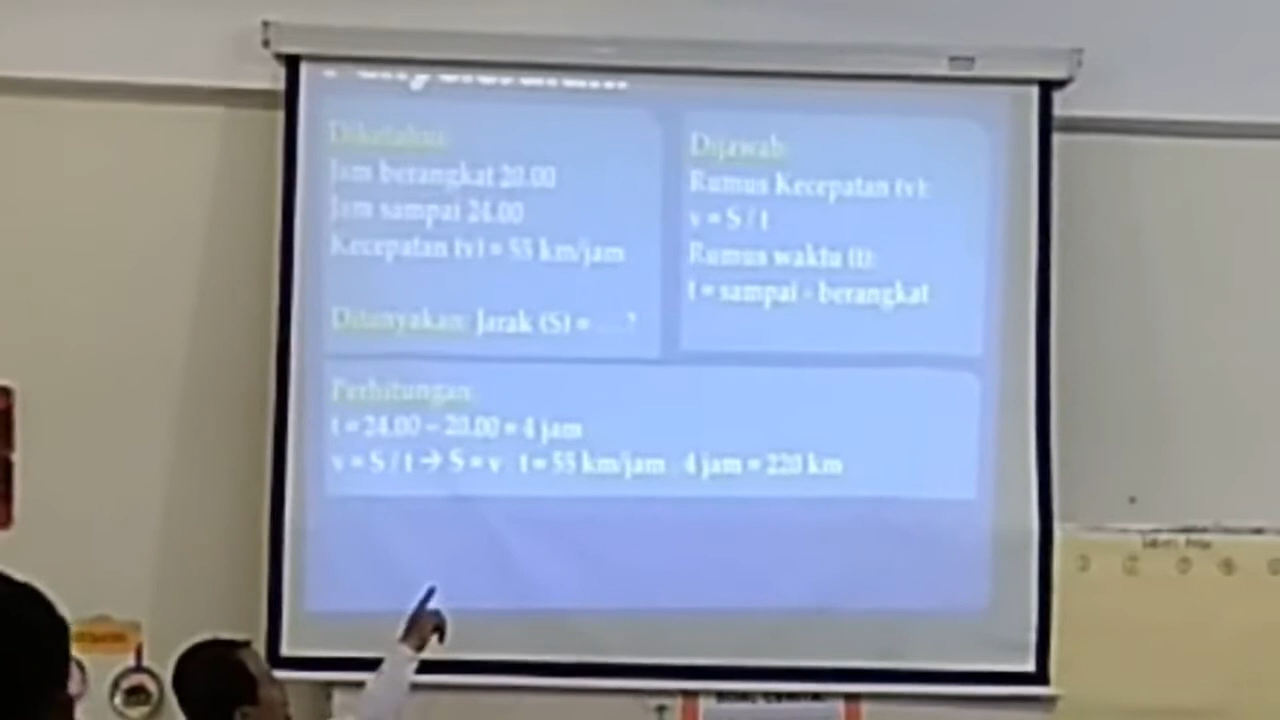 Penyelesaian
Diketahui:
Jam berangkat 20.00
Jam sampai 24.00
Kecepatan (v) = 55 km/jam
Ditanyakan: Jarak (S) = ... ?
Dijawab:
Rumus Kecepatan (v):
v = S / t
Rumus waktu (t):
t = sampai - berangkat
Perhitungan:
t = 24.00 – 20.00 = 4 jam
v = S / t → S = v . t = 55 km/jam . 4 jam = 220 km